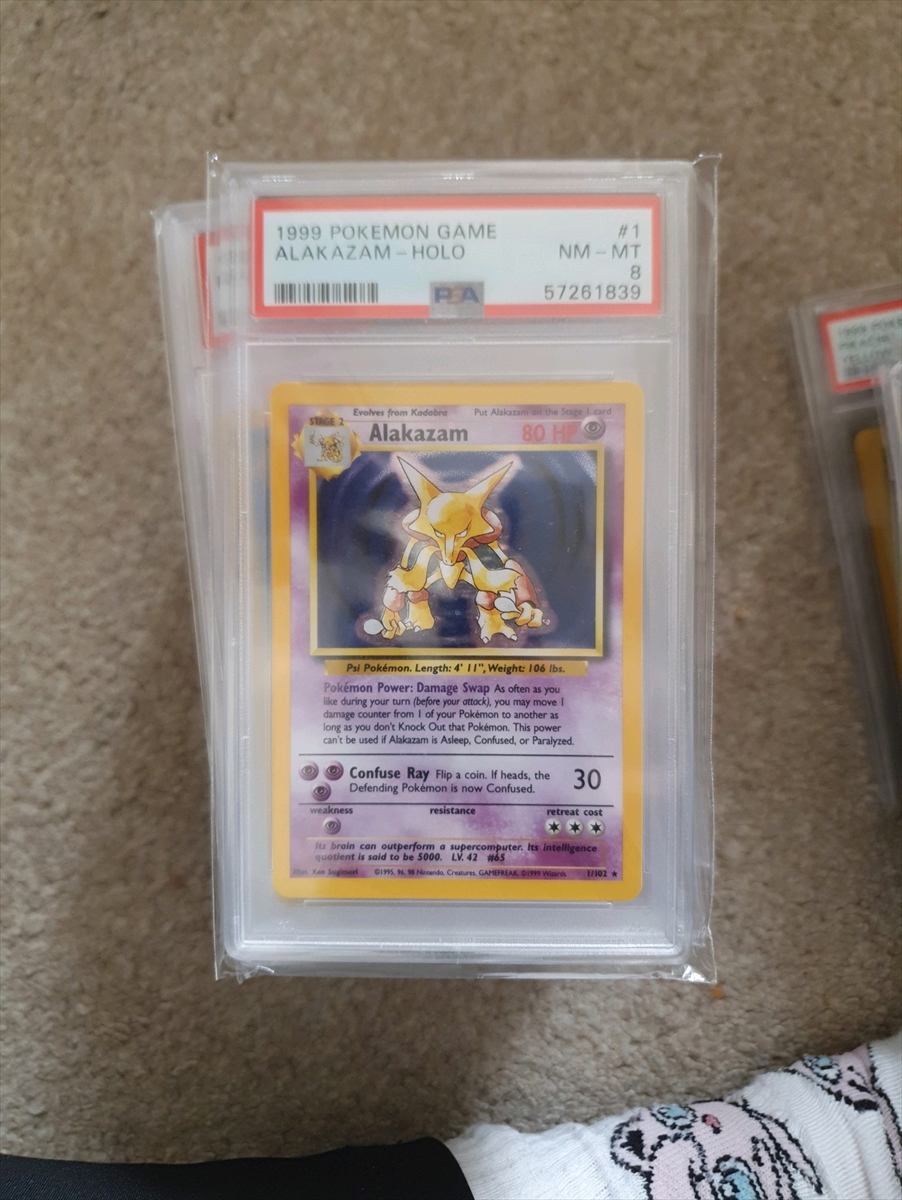 1999 POKEMON GAME #1
ALAKAZAM - HOLO NM - MT
8
PSA 57261839
Evolves from Kadabra Put Alakazam on the Stage 1 card
STAGE 2 Alakazam 80 HP
Psi Pokémon. Length: 4' 11", Weight: 106 lbs.
Pokémon Power: Damage Swap As often as you
like during your turn (before your attack), you may move 1
damage counter from 1 of your Pokémon to another as
long as you don't Knock Out that Pokémon. This power
can't be used if Alakazam is Asleep, Confused, or Paralyzed.
Confuse Ray Flip a coin. If heads, the
Defending Pokémon is now Confused. 30
weakness resistance retreat cost
Its brain can outperform a supercomputer. Its intelligence
quotient is said to be 5000. LV. 42 #65
Illus. Ken Sugimori ©1995, 96, 98 Nintendo, Creatures, GAMEFREAK. ©1999 Wizards. 1/102
1999 POKE